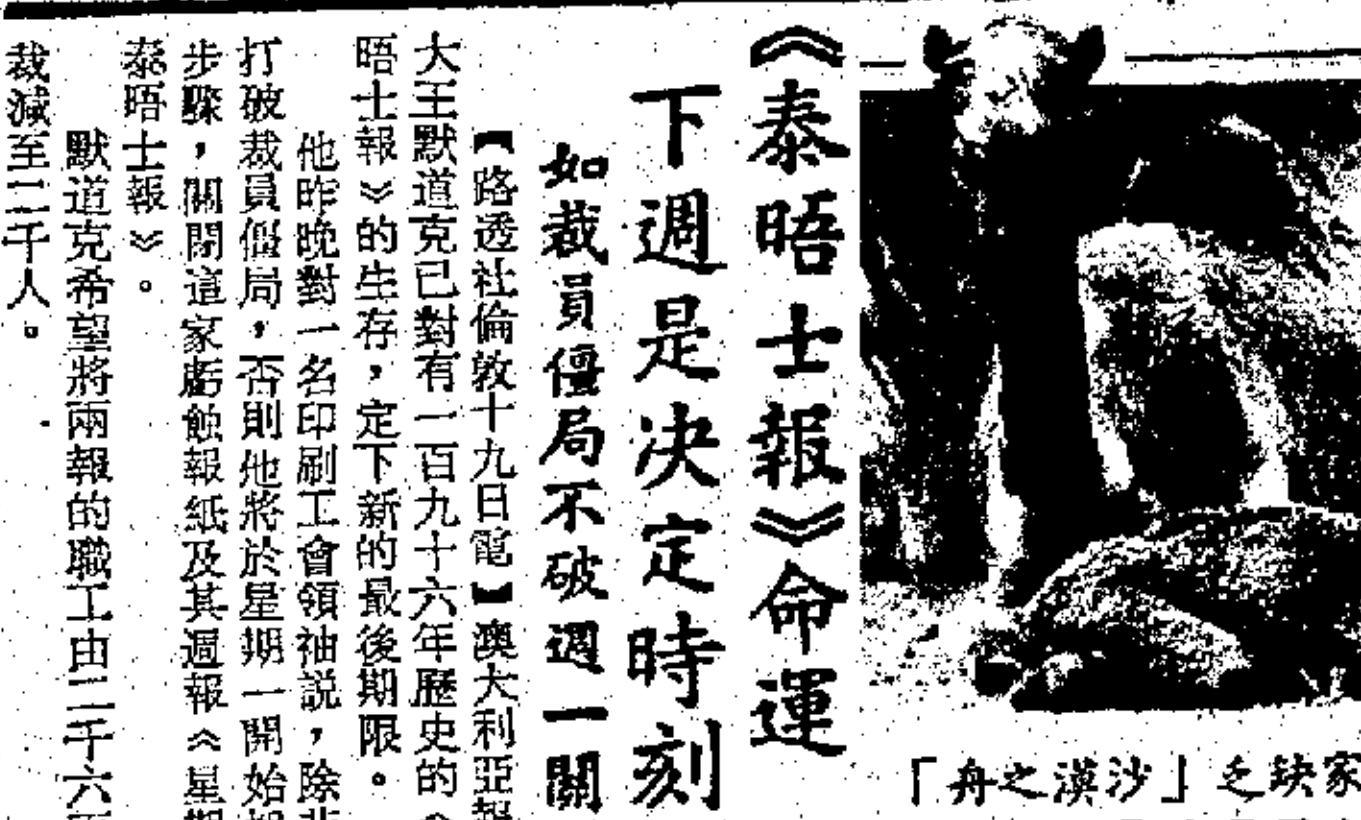 《泰晤士報》命運
下週是决定時刻
如裁員僵局不破週一關
【路透社倫敦十九日電】澳大利亞報
大王默道克已對有一百九十六年歷史的《
晤士報》的生存，定下新的最後期限。
他昨晚對一名印刷工會領袖説，除非
打破裁員僵局，否則他將於星期一開始
步驟，關閉這家虧蝕報紙及其週報《星期
泰晤士報》。
默道克希望將兩報的職工由二千六百
裁減至二千人。
家缺乏「沙漠之舟」